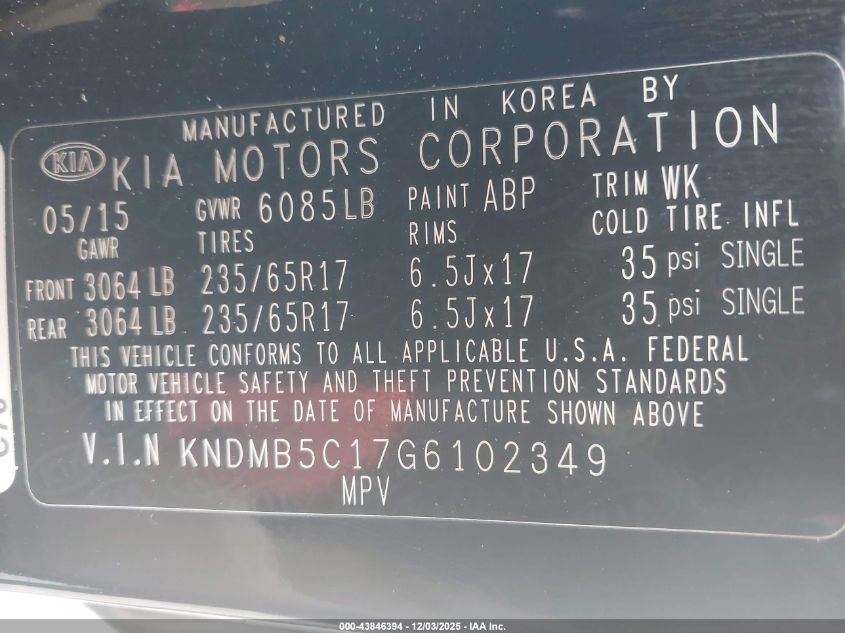 MANUFACTURED IN KOREA BY
KIA KIA MOTORS CORPORATION
05/15 GVWR 6085LB PAINT ABP TRIM WK
GAWR TIRES RIMS COLD TIRE INFL
FRONT 3064 LB 235/65R17 6.5Jx17 35 psi SINGLE
REAR 3064 LB 235/65R17 6.5Jx17 35 psi SINGLE
THIS VEHICLE CONFORMS TO ALL APPLICABLE U.S.A. FEDERAL
MOTOR VEHICLE SAFETY AND THEFT PREVENTION STANDARDS
IN EFFECT ON THE DATE OF MANUFACTURE SHOWN ABOVE
V.I.N KNDMB5C17G6102349
MPV
000-43846394 - 12/03/2025 - IAA Inc.